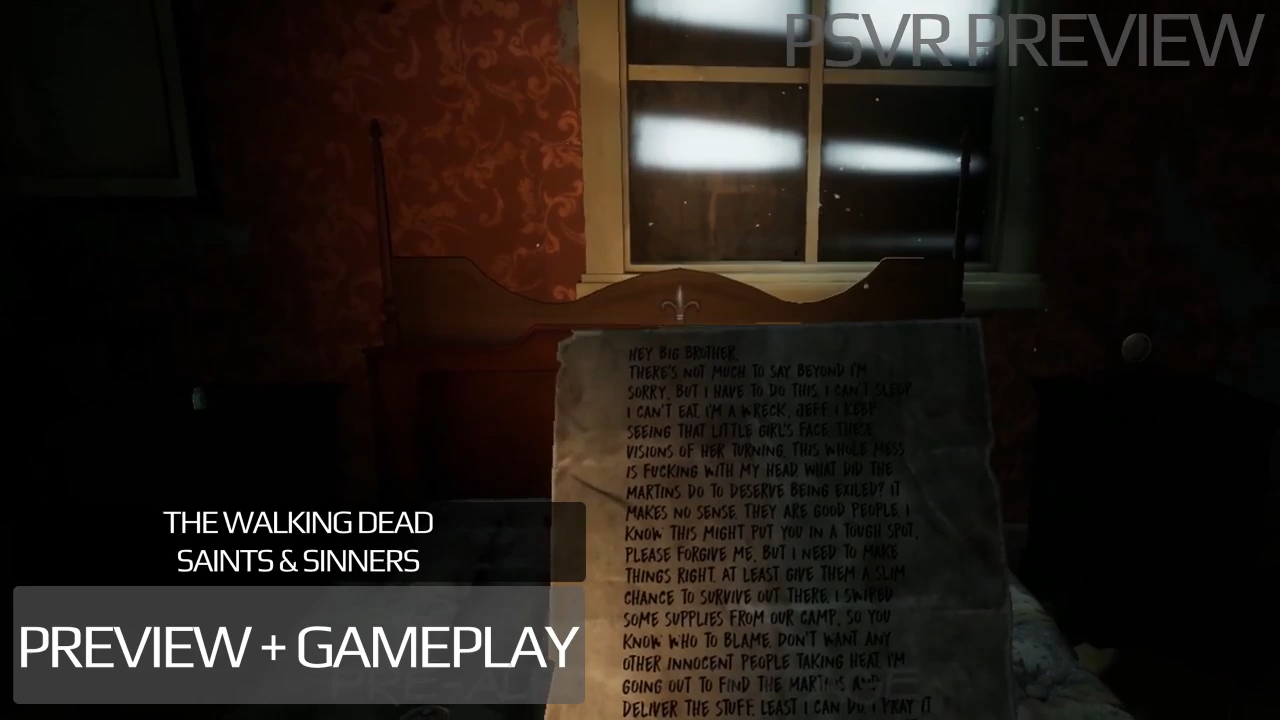 PSVR PREVIEW
HEY BIG BROTHER,
THERE'S NOT MUCH TO SAY BEYOND I'M
SORRY, BUT I HAVE TO DO THIS. I CAN'T SLEEP.
I CAN'T EAT. I'M A WRECK, JEFF. I KEEP
SEEING THAT LITTLE GIRL'S FACE. THESE
VISIONS OF HER TURNING. THIS WHOLE MESS
IS FUCKING WITH MY HEAD. WHAT DID THE
MARTINS DO TO DESERVE BEING EXILED? IT
MAKES NO SENSE. THEY ARE GOOD PEOPLE. I
KNOW THIS MIGHT PUT YOU IN A TOUGH SPOT,
PLEASE FORGIVE ME, BUT I NEED TO MAKE
THINGS RIGHT. AT LEAST GIVE THEM A SLIM
CHANCE TO SURVIVE OUT THERE. I SWIPED
SOME SUPPLIES FROM OUR CAMP, SO YOU
KNOW WHO TO BLAME. DON'T WANT ANY
OTHER INNOCENT PEOPLE TAKING HEAT. I'M
GOING OUT TO FIND THE MARTINS AND
DELIVER THE STUFF. LEAST I CAN DO. I PRAY IT
THE WALKING DEAD
SAINTS & SINNERS
PREVIEW + GAMEPLAY